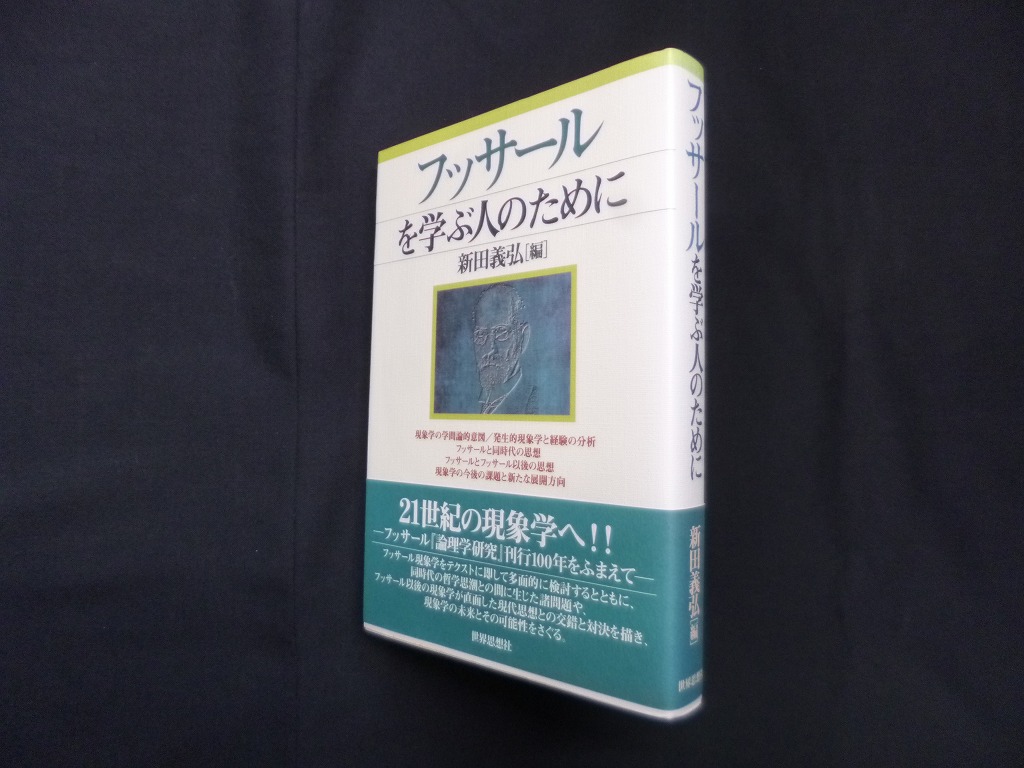 フッサール
を学ぶ人のために
新田義弘[編]
現象学の学問論的意図／発生的現象学と経験の分析
フッサールと同時代の思想
フッサールとフッサール以後の思想
現象学の今後の課題と新たな展開方向
21世紀の現象学へ!!
―フッサール『論理学研究』刊行100年をふまえて―
フッサール現象学をテクストに即して多面的に検討するとともに、
同時代の哲学思潮との間に生じた諸問題や、
フッサール以後の現象学が直面した現代思想との交錯と対決を描き、
現象学の未来とその可能性をさぐる。
世界思想社
フッサールを学ぶ人のために
新田義弘[編]
世界思想社